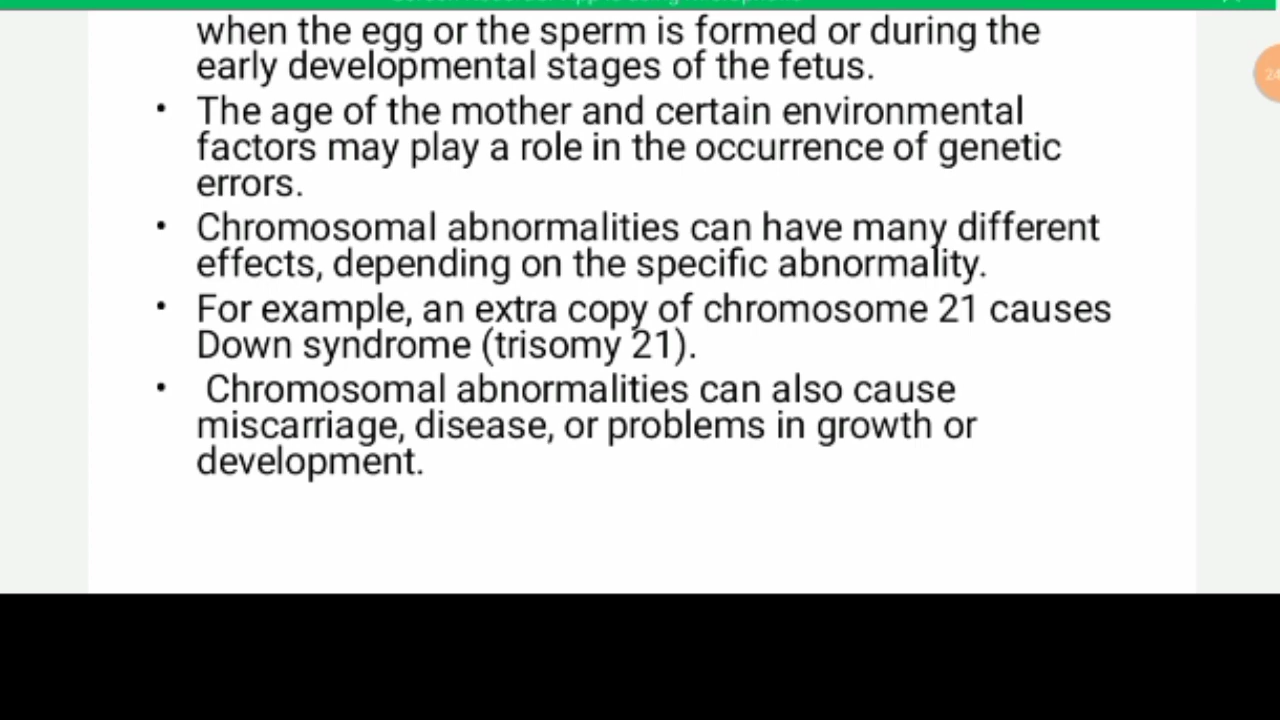 when the egg or the sperm is formed or during the
early developmental stages of the fetus.
• The age of the mother and certain environmental
factors may play a role in the occurrence of genetic
errors.
• Chromosomal abnormalities can have many different
effects, depending on the specific abnormality.
• For example, an extra copy of chromosome 21 causes
Down syndrome (trisomy 21).
• Chromosomal abnormalities can also cause
miscarriage, disease, or problems in growth or
development.